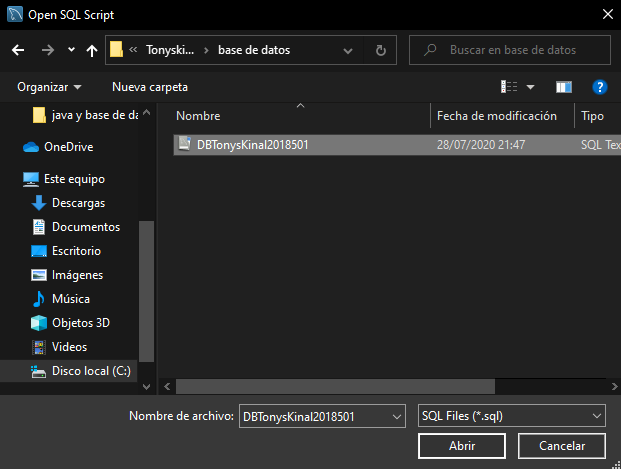 Open SQL Script
Tonyski... base de datos
Buscar en base de datos
Organizar
Nueva carpeta
java y base de da
OneDrive
Este equipo
Descargas
Documentos
Escritorio
Imágenes
Música
Objetos 3D
Videos
Disco local (C:)
Nombre
Fecha de modificación
Tipo
DBTonysKinal2018501
28/07/2020 21:47
SQL Tex
Nombre de archivo:
DBTonysKinal2018501
SQL Files (*.sql)
Abrir
Cancelar